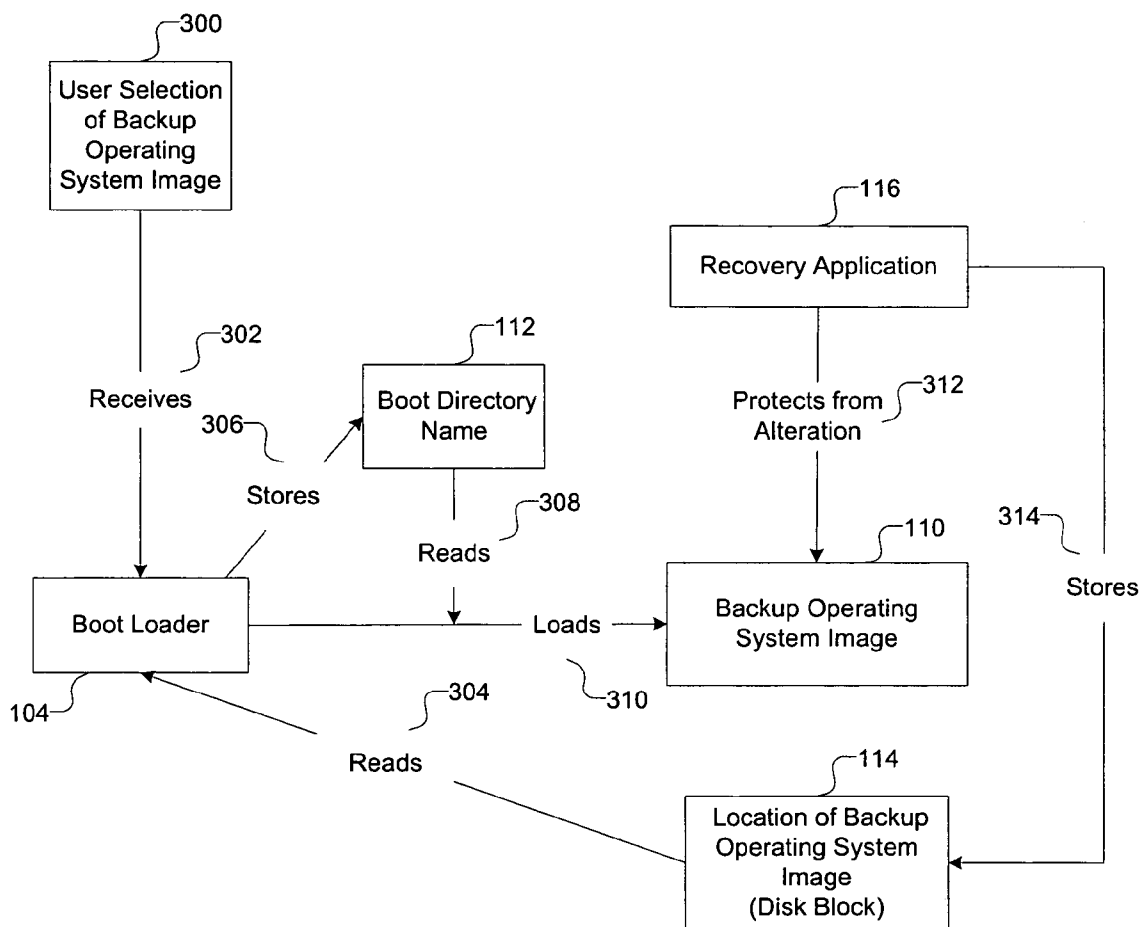 300
User Selection
of Backup
Operating
System Image
116
Recovery Application
302
Receives
112
Boot Directory
Name
312
Protects from
Alteration
306
Stores
308
Reads
314
Stores
110
Backup Operating
System Image
Boot Loader
Loads
310
104
304
Reads
114
Location of Backup
Operating System
Image
(Disk Block)